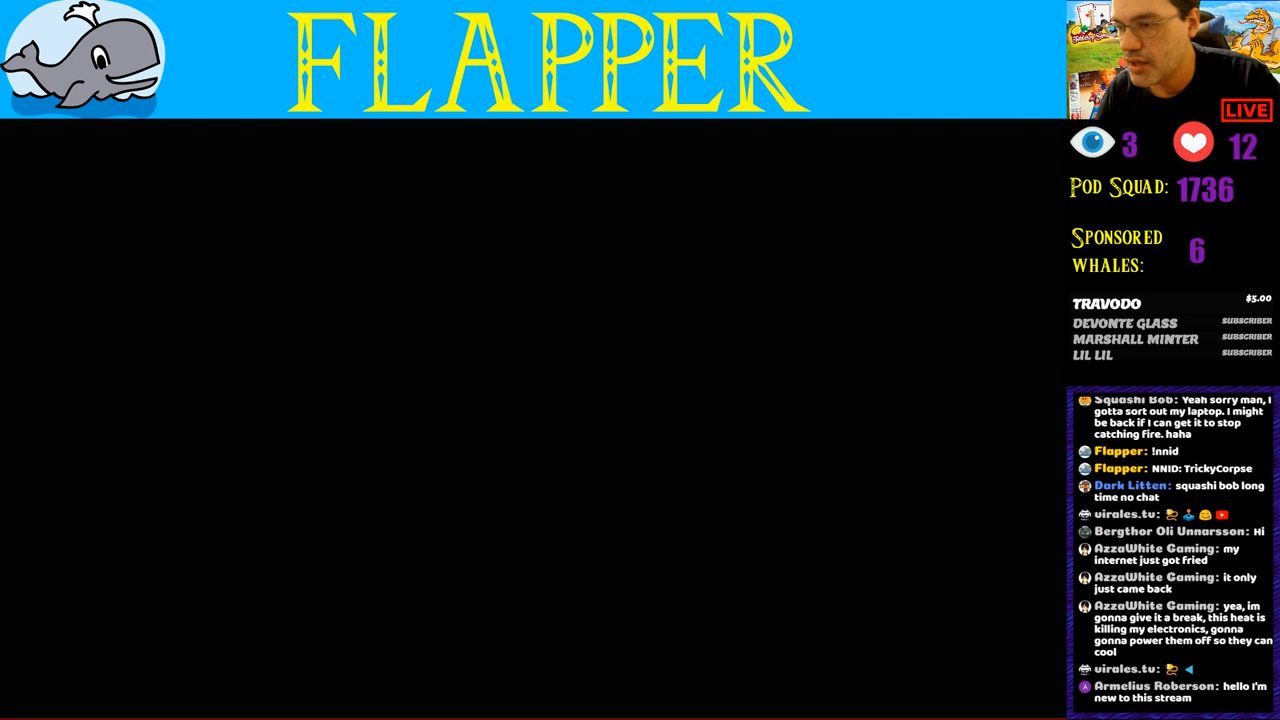 FLAPPER
LIVE
3
12
POD SQUAD: 1736
SPONSORED
WHALES:
6
TRAVODO $5.00
DEVONTE GLASS SUBSCRIBER
MARSHALL MINTER SUBSCRIBER
LIL LIL SUBSCRIBER
Squashi Bob: Yeah sorry man, I
gotta sort out my laptop. I might
be back if I can get it to stop
catching fire. haha
Flapper: !nnid
Flapper: NNID: TrickyCorpse
Dark Litten: squashi bob long
time no chat
virales.tv:
Bergthor Oli Unnarsson: Hi
AzzaWhite Gaming: my
internet just got fried
AzzaWhite Gaming: it only
just came back
AzzaWhite Gaming: yea, im
gonna give it a break, this heat is
killing my electronics, gonna
gonna power them off so they can
cool
virales.tv:
A Armelius Roberson: hello I'm
new to this stream